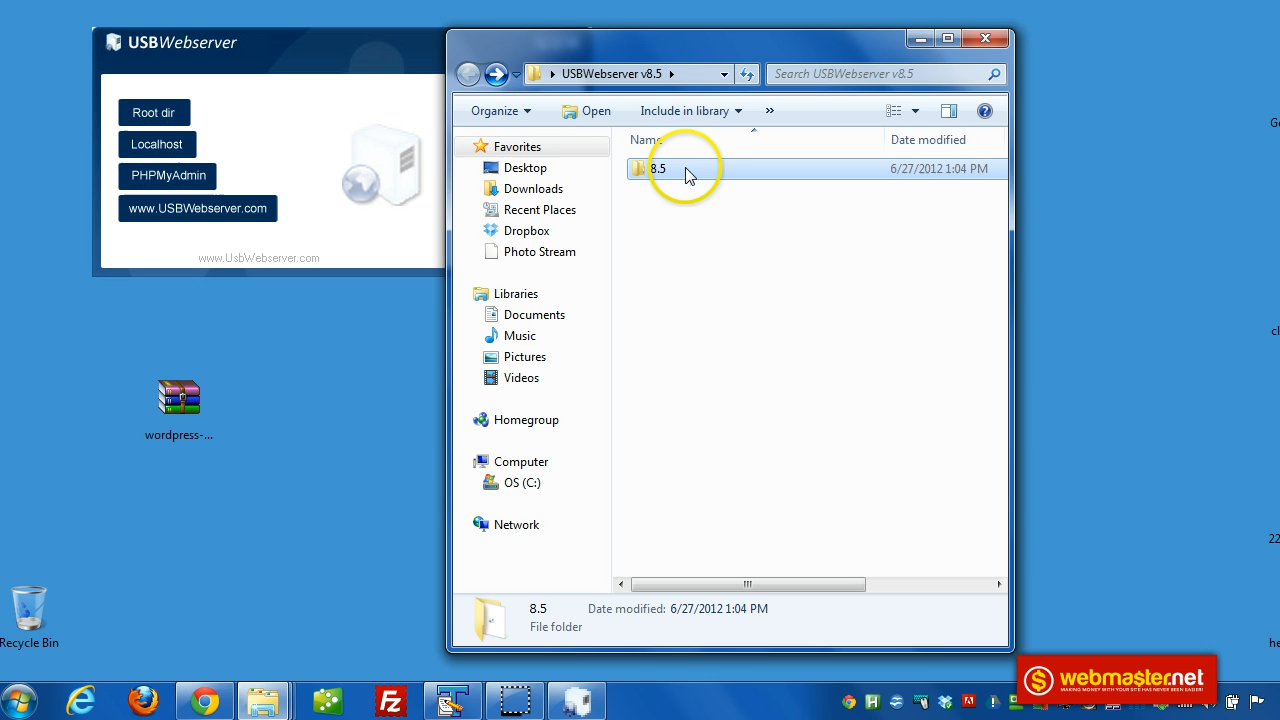 USBWebserver
Root dir
Localhost
PHPMyAdmin
www.USBWebserver.com
www.UsbWebserver.com
wordpress-...
Recycle Bin
USBWebserver v8.5
Search USBWebserver v8.5
Organize
Open
Include in library
»
Name
Date modified
8.5
6/27/2012 1:04 PM
Favorites
Desktop
Downloads
Recent Places
Dropbox
Photo Stream
Libraries
Documents
Music
Pictures
Videos
Homegroup
Computer
OS (C:)
Network
8.5
Date modified: 6/27/2012 1:04 PM
File folder
cl
22
he
webmaster.net
MAKING MONEY WITH YOUR SITE HAS NEVER BEEN EASIER!